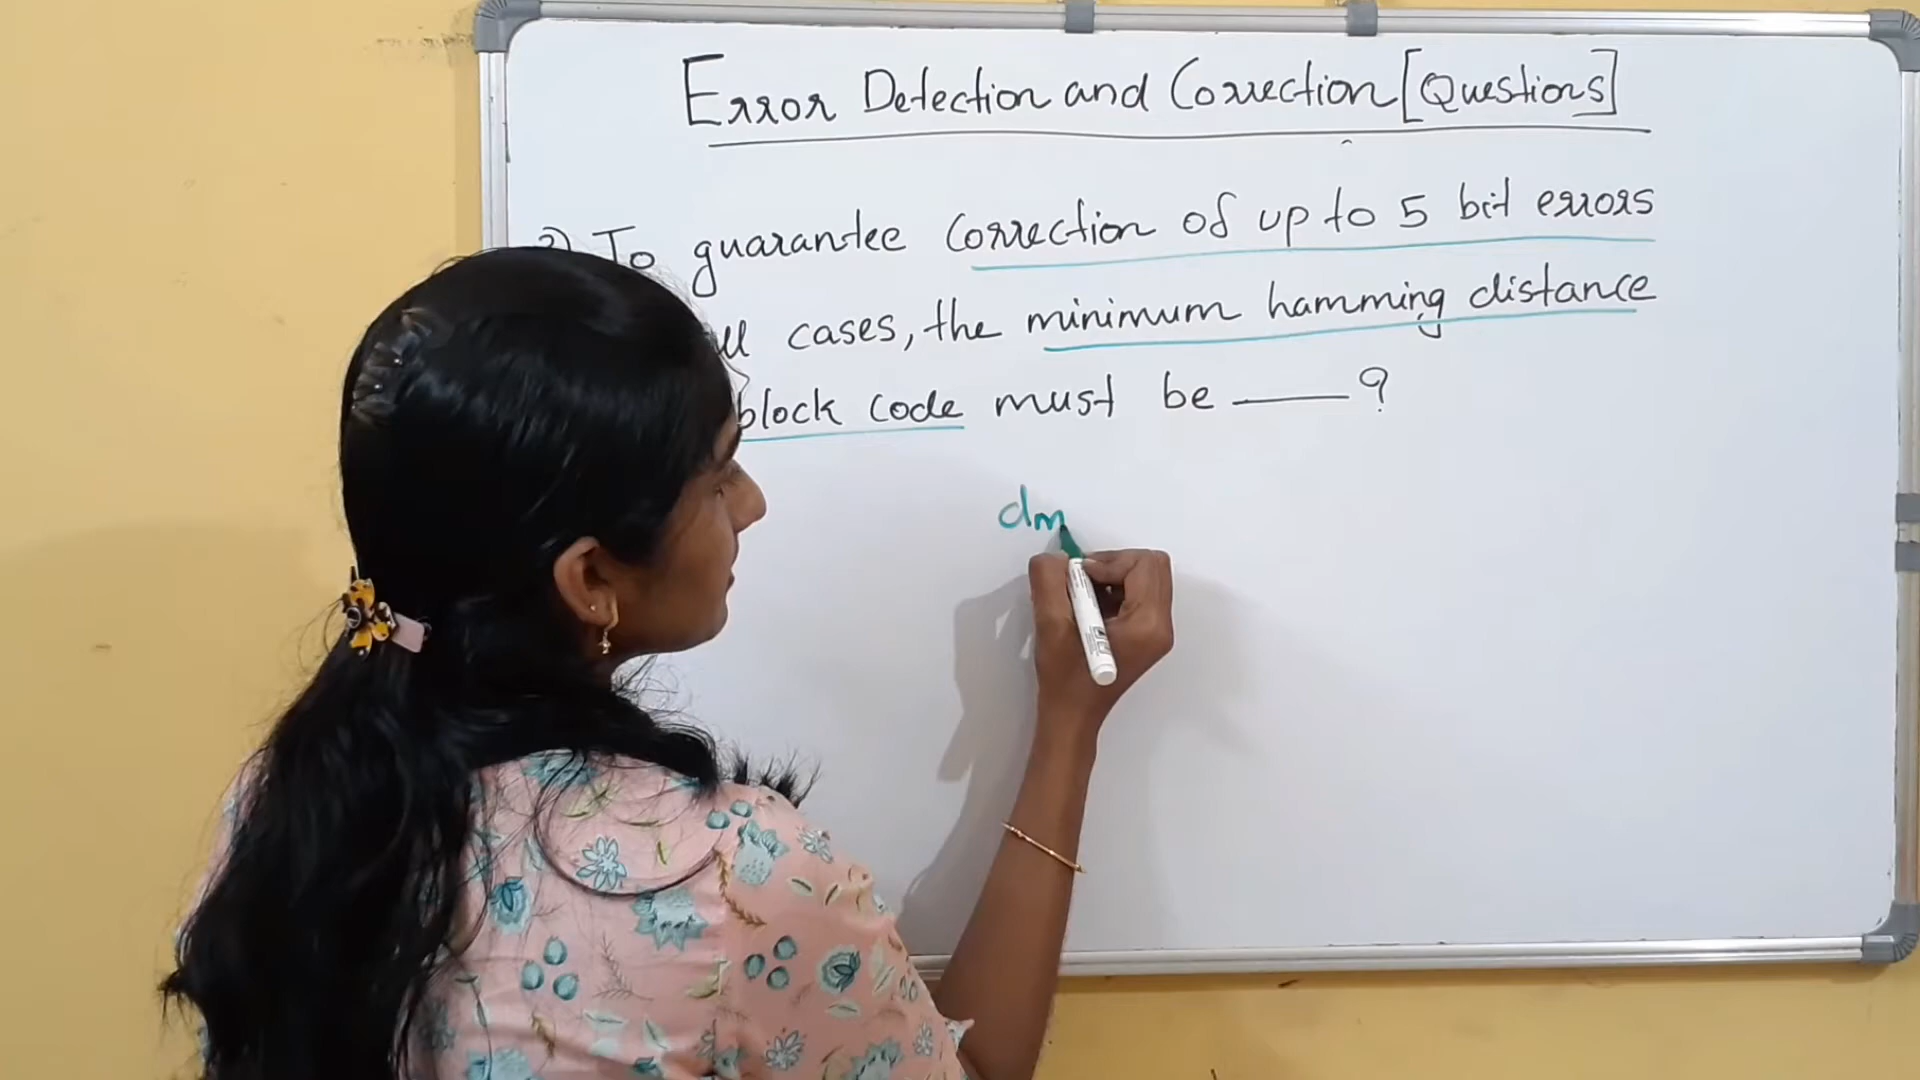 Error Detection and Correction [Questions]
To guarantee correction of up to 5 bit errors
cases, the minimum hamming distance
block code must be ____ ?
dm